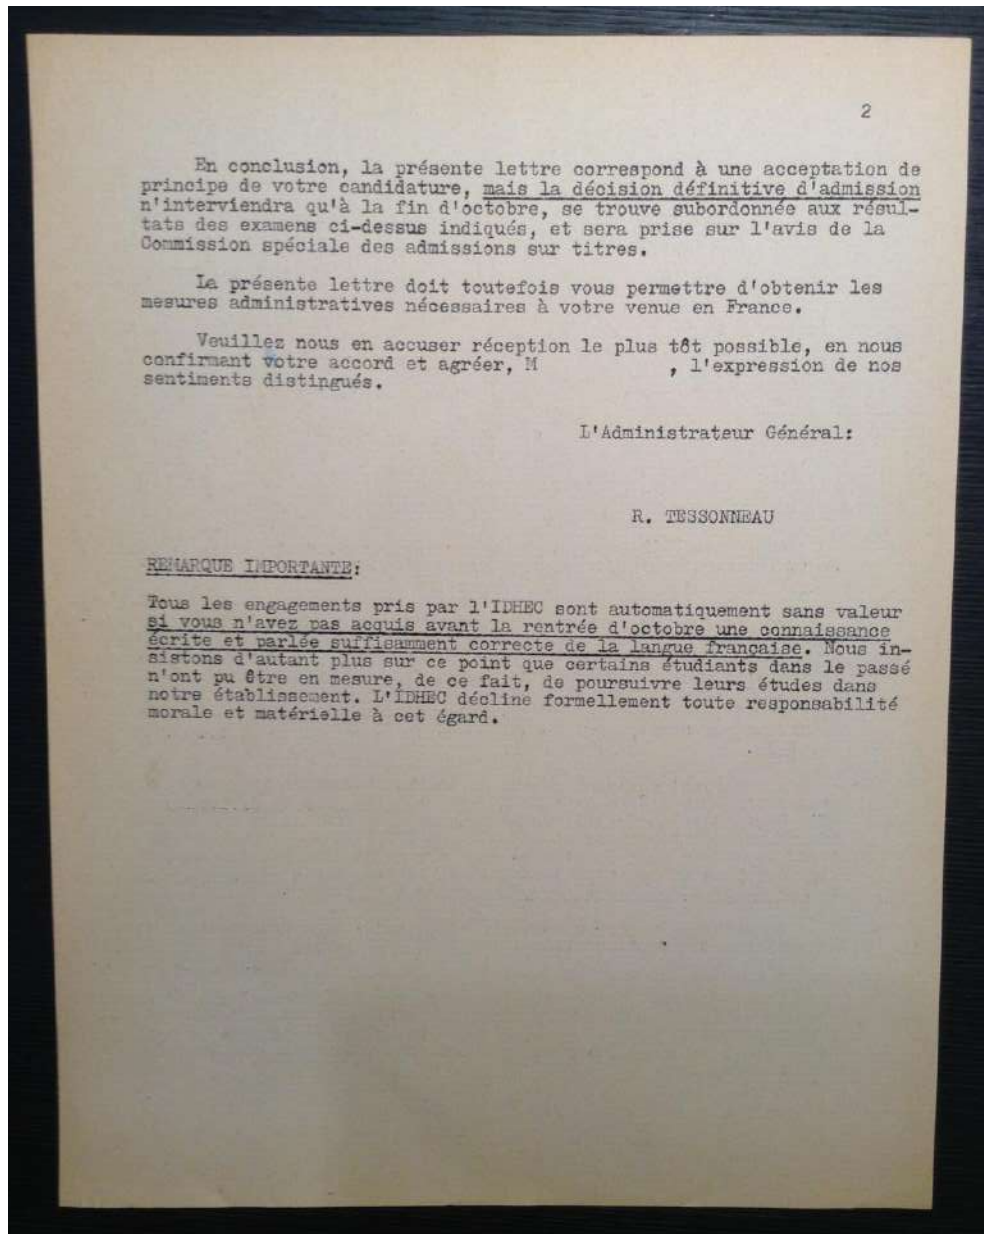 2
En conclusion, la présente lettre correspond à une acceptation de
principe de votre candidature, mais la décision définitive d'admission
n'interviendra qu'à la fin d'octobre, se trouve subordonnée aux résul-
tats des examens ci-dessus indiqués, et sera prise sur l'avis de la
Commission spéciale des admissions sur titres.
La présente lettre doit toutefois vous permettre d'obtenir les
mesures administratives nécessaires à votre venue en France.
Veuillez nous en accuser réception le plus tôt possible, en nous
confirmant votre accord et agréer, M , l'expression de nos
sentiments distingués.
L'Administrateur Général:
R. TESSONNEAU
REMARQUE IMPORTANTE:
Tous les engagements pris par l'IDHEC sont automatiquement sans valeur
si vous n'avez pas acquis avant la rentrée d'octobre une connaissance
écrite et parlée suffisamment correcte de la langue française. Nous in-
sistons d'autant plus sur ce point que certains étudiants dans le passé
n'ont pu être en mesure, de ce fait, de poursuivre leurs études dans
notre établissement. L'IDHEC décline formellement toute responsabilité
morale et matérielle à cet égard.